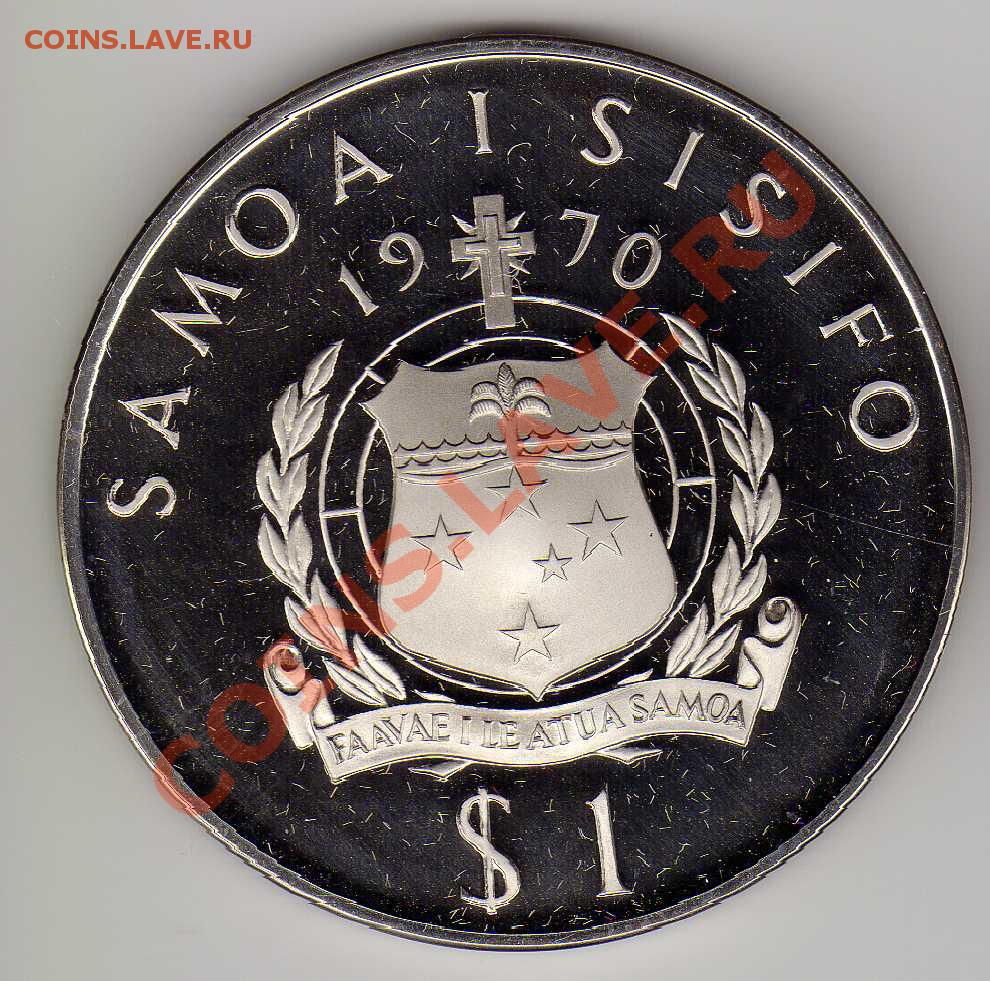 COINS.LAVE.RU
SAMOA I SISIFO
1970
FAAVAE I LE ATUA SAMOA
$1
COINS.LAVE.RU